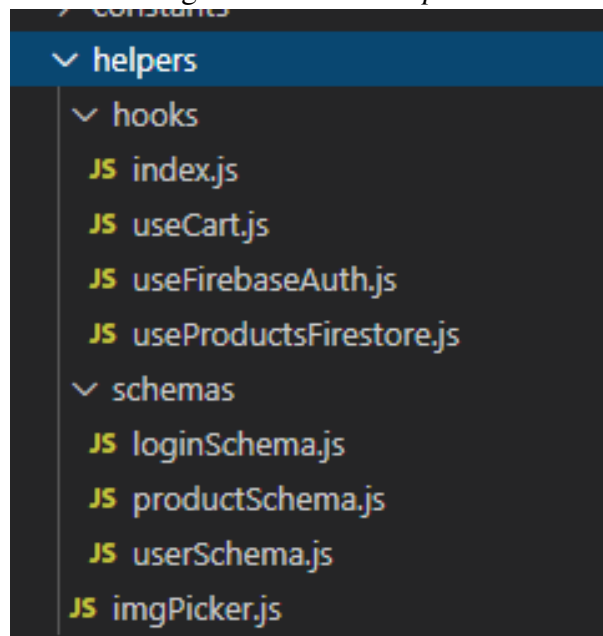 constants
helpers
hooks
JS index.js
JS useCart.js
JS useFirebaseAuth.js
JS useProductsFirestore.js
schemas
JS loginSchema.js
JS productSchema.js
JS userSchema.js
JS imgPicker.js